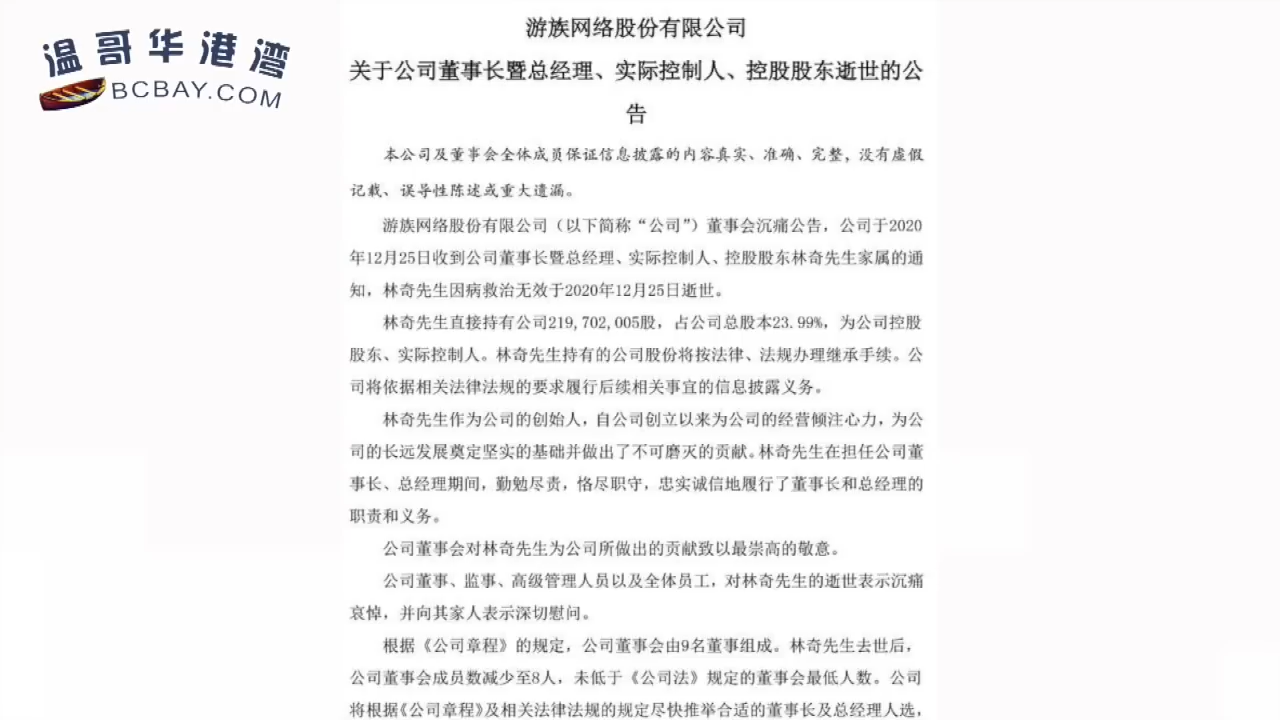 温哥华港湾
BCBAY.COM
游族网络股份有限公司
关于公司董事长暨总经理、实际控制人、控股股东逝世的公
告
本公司及董事会全体成员保证信息披露的内容真实、准确、完整，没有虚假
记载、误导性陈述或重大遗漏。
游族网络股份有限公司（以下简称“公司”）董事会沉痛公告，公司于2020
年12月25日收到公司董事长暨总经理、实际控制人、控股股东林奇先生家属的通
知，林奇先生因病救治无效于2020年12月25日逝世。
林奇先生直接持有公司219,702,005股，占公司总股本23.99%，为公司控股
股东、实际控制人。林奇先生持有的公司股份将按法律、法规办理继承手续。公
司将依据相关法律法规的要求履行后续相关事宜的信息披露义务。
林奇先生作为公司的创始人，自公司创立以来为公司的经营倾注心力，为公
司的长远发展奠定坚实的基础并做出了不可磨灭的贡献。林奇先生在担任公司董
事长、总经理期间，勤勉尽责，恪尽职守，忠实诚信地履行了董事长和总经理的
职责和义务。
公司董事会对林奇先生为公司所做出的贡献致以最崇高的敬意。
公司董事、监事、高级管理人员以及全体员工，对林奇先生的逝世表示沉痛
哀悼，并向其家人表示深切慰问。
根据《公司章程》的规定，公司董事会由9名董事组成。林奇先生去世后，
公司董事会成员数减少至8人，未低于《公司法》规定的董事会最低人数。公司
将根据《公司章程》及相关法律法规的规定尽快推举合适的董事长及总经理人选，